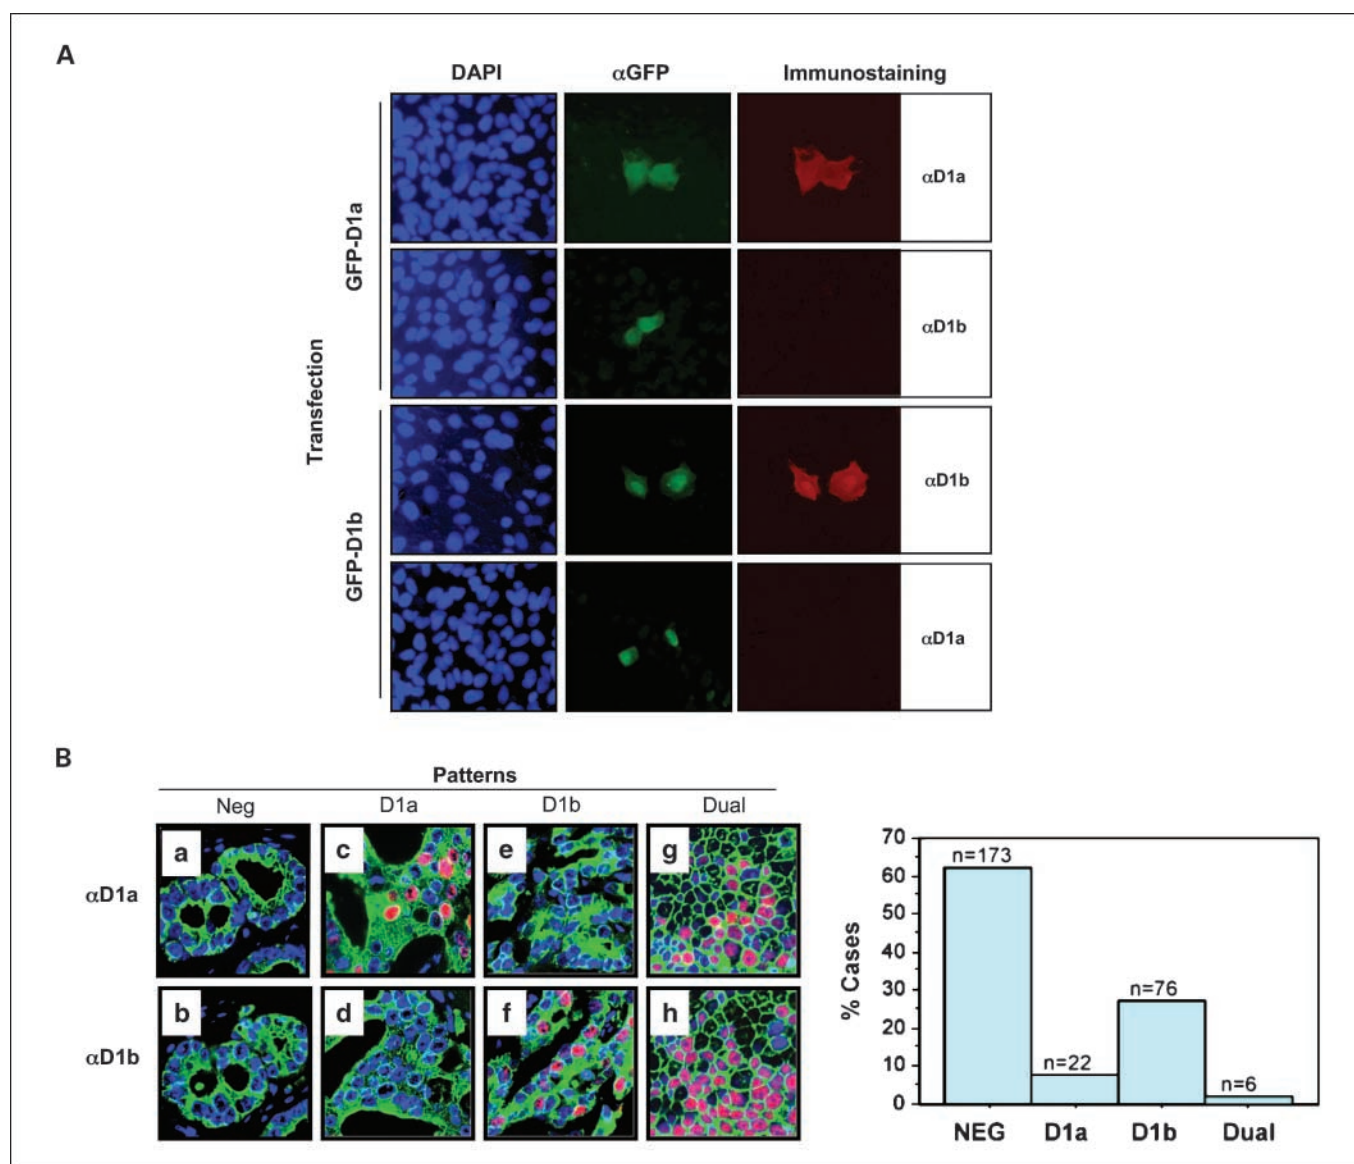 A
DAPI αGFP Immunostaining
Transfection
GFP-D1a
αD1a
αD1b
GFP-D1b
αD1b
αD1a
B
Patterns
Neg D1a D1b Dual
αD1a
a c e g
αD1b
b d f h
% Cases
70
60
50
40
30
20
10
0
n=173
n=22
n=76
n=6
NEG D1a D1b Dual